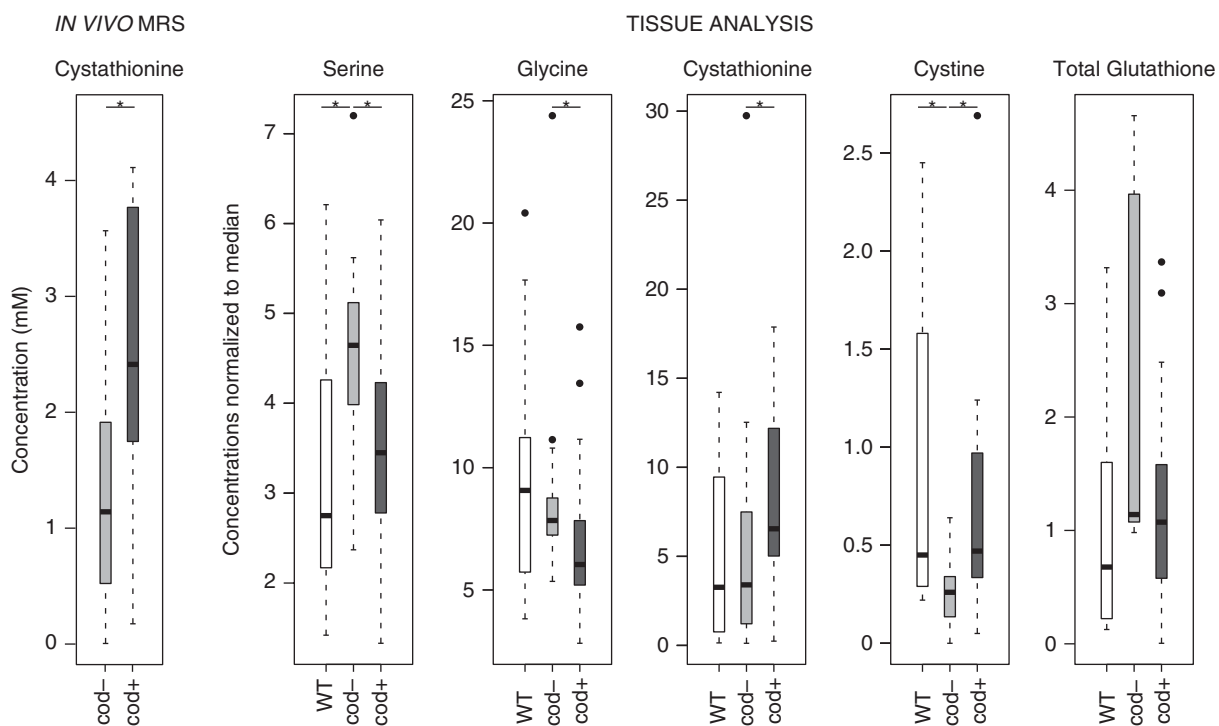 IN VIVO MRS
TISSUE ANALYSIS
Cystathionine
Serine
Glycine
Cystathionine
Cystine
Total Glutathione
Concentration (mM)
4
3
2
1
0
*
cod–
cod+
Concentrations normalized to median
7
6
5
4
3
2
* *
WT
cod–
cod+
25
20
15
10
5
*
WT
cod–
cod+
30
25
20
15
10
5
0
*
WT
cod–
cod+
2.5
2.0
1.5
1.0
0.5
0
* *
WT
cod–
cod+
4
3
2
1
0
WT
cod–
cod+